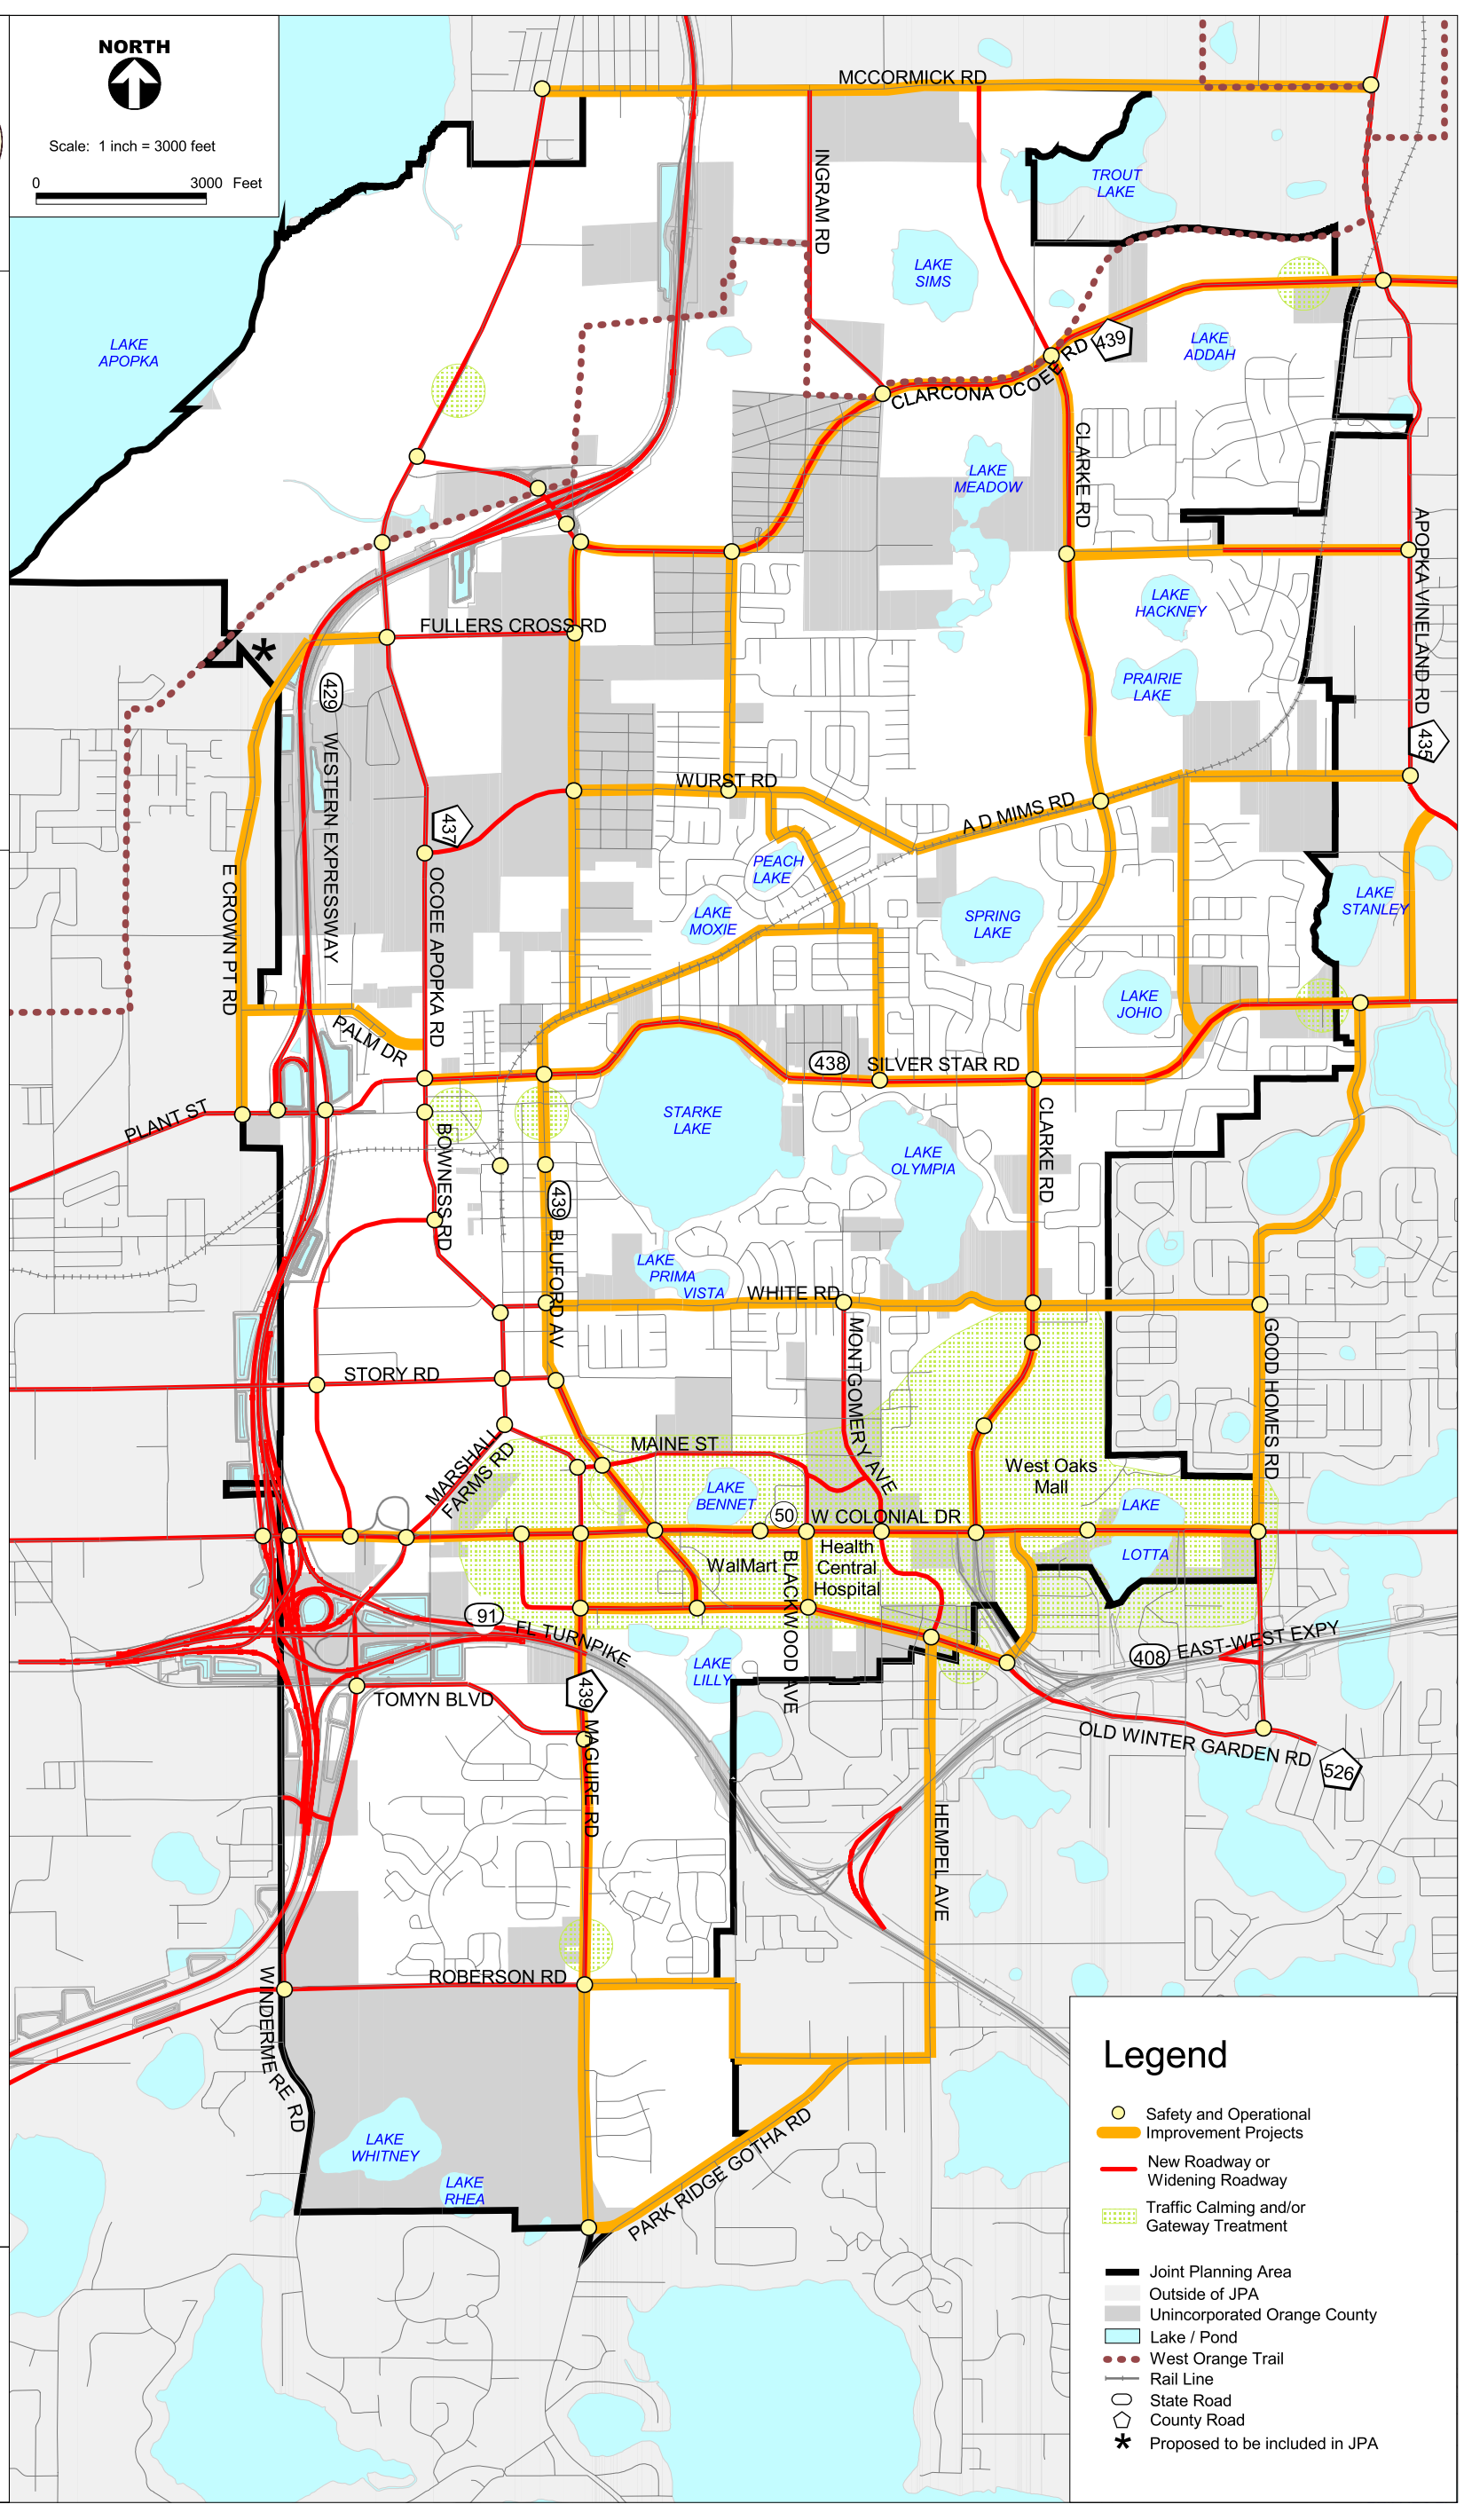 NORTH
Scale: 1 inch = 3000 feet
0 3000 Feet
MCCORMICK RD
INGRAM RD
TROUT
LAKE
LAKE
SIMS
LAKE
APOPKA
439
LAKE
ADDAH
CLARCONA OCOEE RD
CLARKE RD
LAKE
MEADOW
APOPKA VINELAND RD
LAKE
HACKNEY
FULLERS CROSS RD
*
PRAIRIE
LAKE
429
WESTERN EXPRESSWAY
435
WURST RD
A D MIMS RD
437
E CROWN PT RD
OCOEE APOPKA RD
PEACH
LAKE
LAKE
MOXIE
SPRING
LAKE
LAKE
STANLEY
LAKE
JOHIO
PALM DR
438
SILVER STAR RD
PLANT ST
STARKE
LAKE
BOWNESS RD
CLARKE RD
LAKE
OLYMPIA
439
BLUFORD AV
LAKE
PRIMA
VISTA
WHITE RD
MONTGOMERY AVE
GOOD HOMES RD
STORY RD
MARSHALL
FARMS RD
MAINE ST
West Oaks
Mall
LAKE
BENNET
50
W COLONIAL DR
LAKE
LOTTA
WalMart
BLACKWOOD AVE
Health
Central
Hospital
91
FL TURNPIKE
408
EAST-WEST EXPY
LAKE
LILLY
439
TOMYN BLVD
MAGUIRE RD
OLD WINTER GARDEN RD
526
HEMPEL AVE
ROBERSON RD
WINDERMERE RD
LAKE
WHITNEY
LAKE
RHEA
PARK RIDGE GOTHA RD
Legend
Safety and Operational
Improvement Projects
New Roadway or
Widening Roadway
Traffic Calming and/or
Gateway Treatment
Joint Planning Area
Outside of JPA
Unincorporated Orange County
Lake / Pond
West Orange Trail
Rail Line
State Road
County Road
* Proposed to be included in JPA